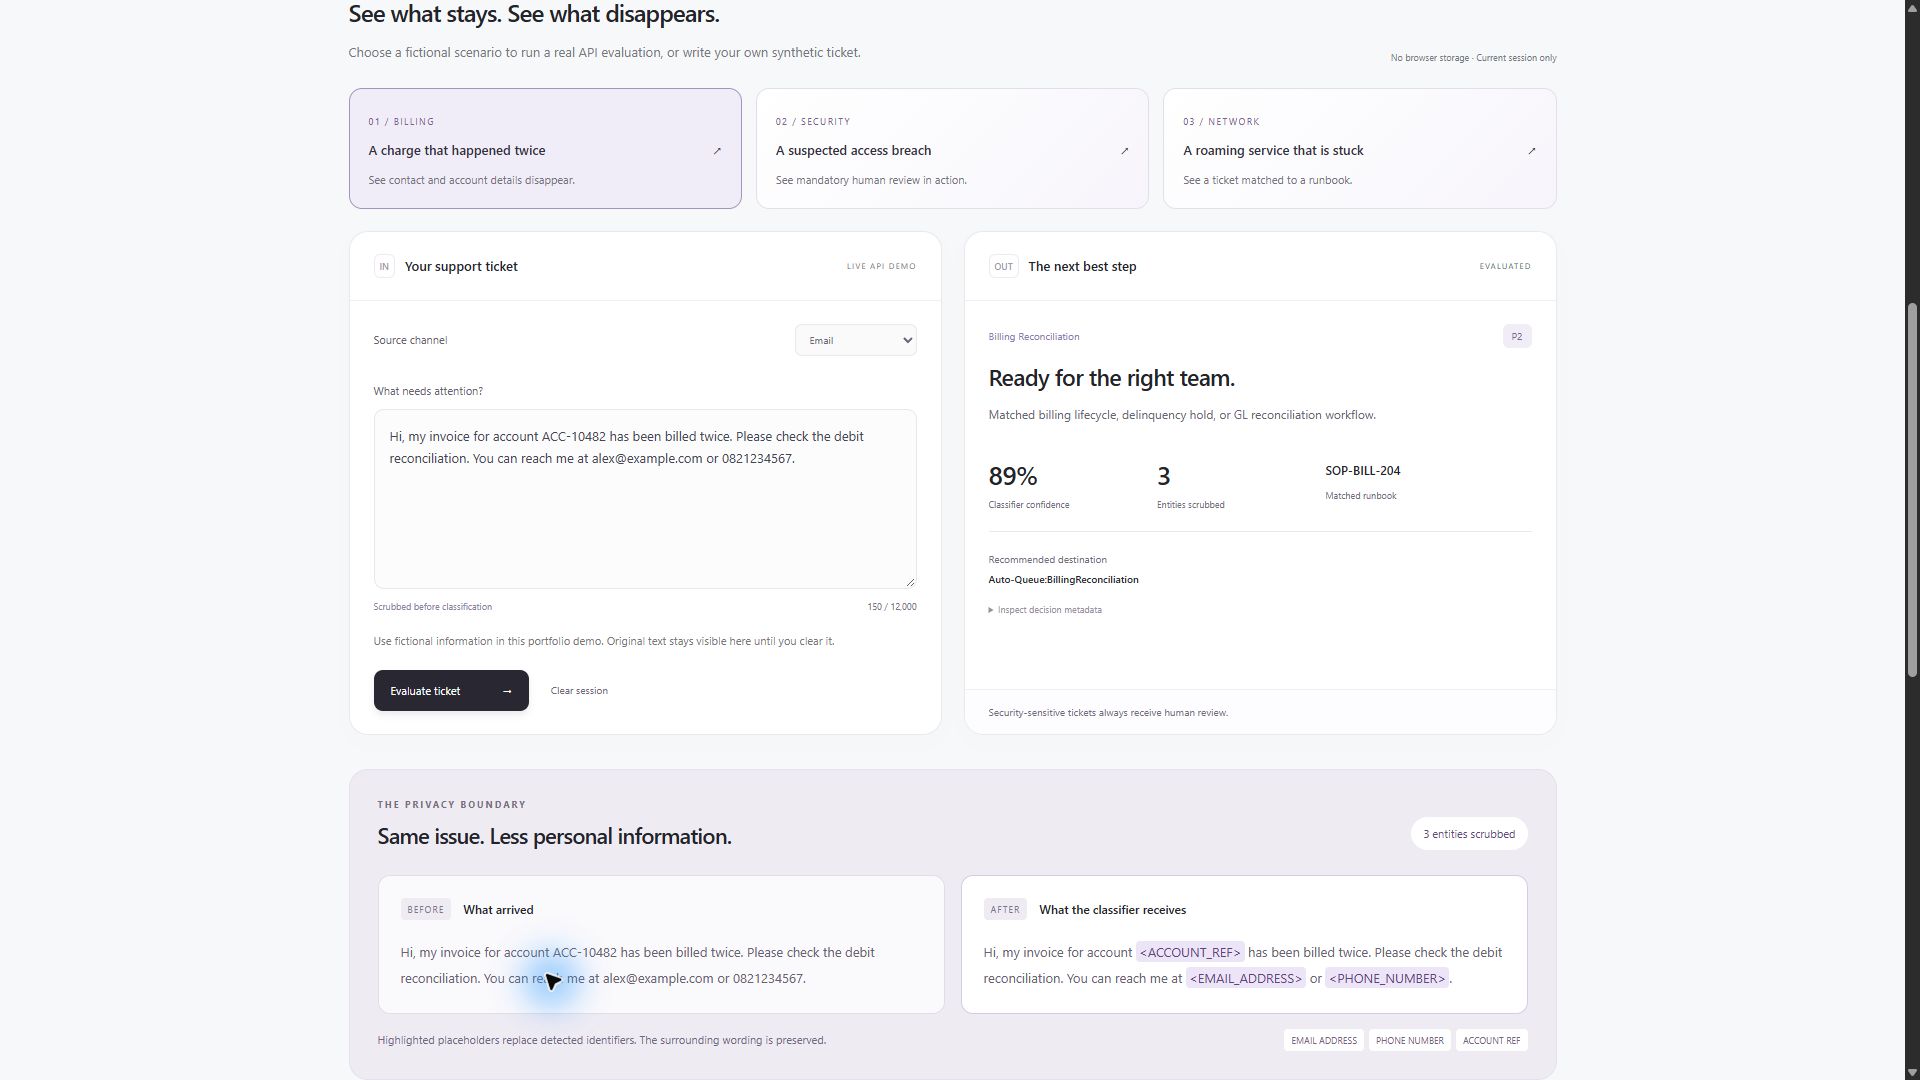 See what stays. See what disappears.
Choose a fictional scenario to run a real API evaluation, or write your own synthetic ticket.
No browser storage · Current session only
01 / BILLING
A charge that happened twice ↗
See contact and account details disappear.
02 / SECURITY
A suspected access breach ↗
See mandatory human review in action.
03 / NETWORK
A roaming service that is stuck ↗
See a ticket matched to a runbook.
IN Your support ticket LIVE API DEMO
Source channel Email
What needs attention?
Hi, my invoice for account ACC-10482 has been billed twice. Please check the debit
reconciliation. You can reach me at alex@example.com or 0821234567.
Scrubbed before classification 150 / 12,000
Use fictional information in this portfolio demo. Original text stays visible here until you clear it.
Evaluate ticket → Clear session
OUT The next best step EVALUATED
Billing Reconciliation P2
Ready for the right team.
Matched billing lifecycle, delinquency hold, or GL reconciliation workflow.
89% 3 SOP-BILL-204
Classifier confidence Entities scrubbed Matched runbook
Recommended destination
Auto-Queue:BillingReconciliation
▶ Inspect decision metadata
Security-sensitive tickets always receive human review.
THE PRIVACY BOUNDARY
Same issue. Less personal information.
3 entities scrubbed
BEFORE What arrived
Hi, my invoice for account ACC-10482 has been billed twice. Please check the debit
reconciliation. You can me at alex@example.com or 0821234567.
AFTER What the classifier receives
Hi, my invoice for account <ACCOUNT_REF> has been billed twice. Please check the debit
reconciliation. You can reach me at <EMAIL_ADDRESS> or <PHONE_NUMBER>.
Highlighted placeholders replace detected identifiers. The surrounding wording is preserved.
EMAIL ADDRESS PHONE NUMBER ACCOUNT REF